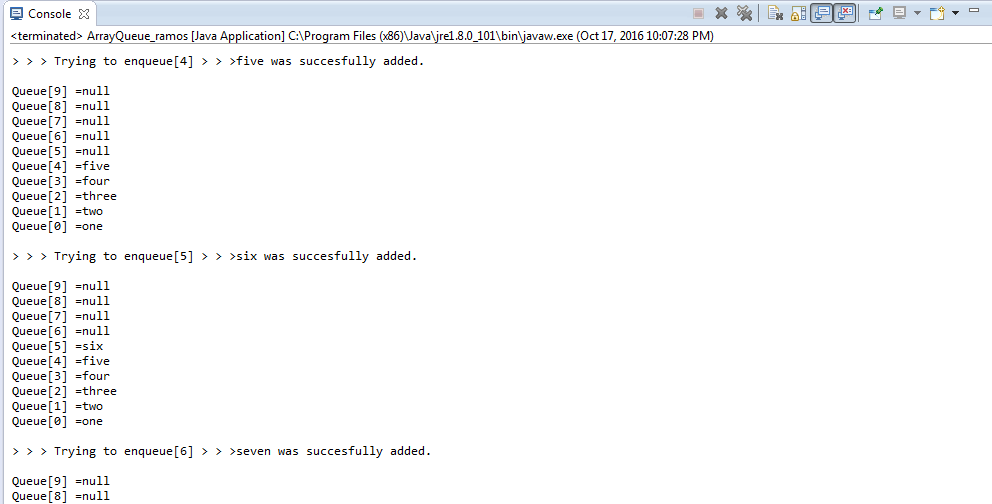 Console
<terminated> ArrayQueue_ramos [Java Application] C:\Program Files (x86)\Java\jre1.8.0_101\bin\javaw.exe (Oct 17, 2016 10:07:28 PM)
> > > Trying to enqueue[4] > > >five was succesfully added.
Queue[9] =null
Queue[8] =null
Queue[7] =null
Queue[6] =null
Queue[5] =null
Queue[4] =five
Queue[3] =four
Queue[2] =three
Queue[1] =two
Queue[0] =one
> > > Trying to enqueue[5] > > >six was succesfully added.
Queue[9] =null
Queue[8] =null
Queue[7] =null
Queue[6] =null
Queue[5] =six
Queue[4] =five
Queue[3] =four
Queue[2] =three
Queue[1] =two
Queue[0] =one
> > > Trying to enqueue[6] > > >seven was succesfully added.
Queue[9] =null
Queue[8] =null